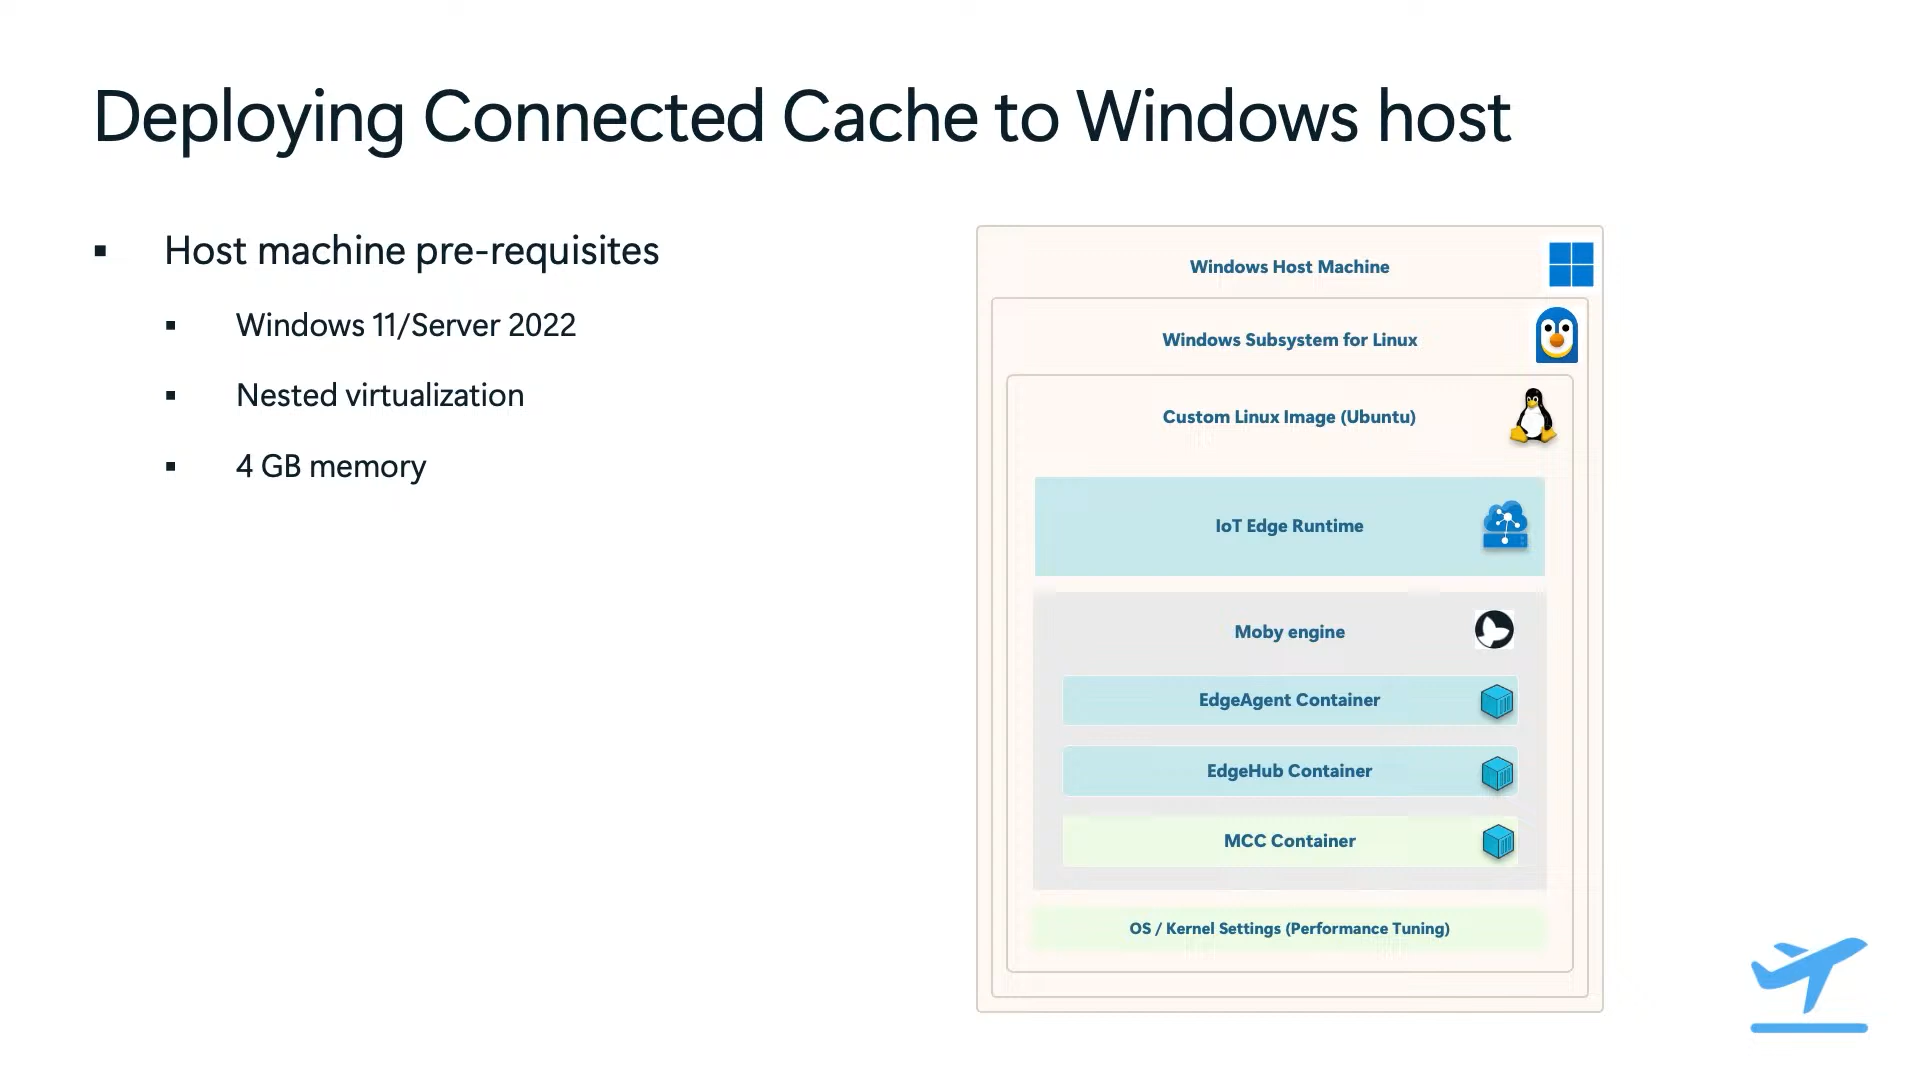 Deploying Connected Cache to Windows host
▪ Host machine pre-requisites
▪ Windows 11/Server 2022
▪ Nested virtualization
▪ 4 GB memory
Windows Host Machine
Windows Subsystem for Linux
Custom Linux Image (Ubuntu)
IoT Edge Runtime
Moby engine
EdgeAgent Container
EdgeHub Container
MCC Container
OS / Kernel Settings (Performance Tuning)